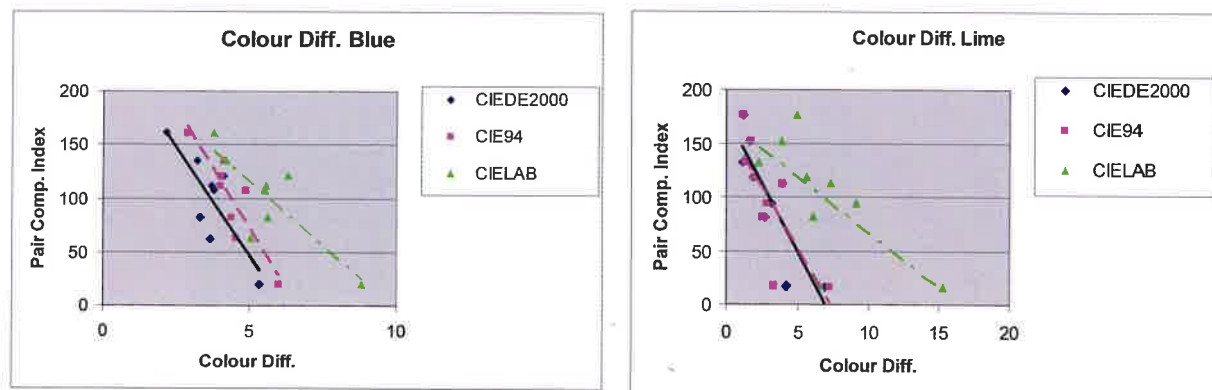 Colour Diff. Blue
200
150
100
50
0
0
5
10
Pair Comp. Index
Colour Diff.
CIEDE2000
CIE94
CIELAB
Colour Diff. Lime
200
150
100
50
0
0
5
10
15
20
Pair Comp. Index
Colour Diff.
CIEDE2000
CIE94
CIELAB